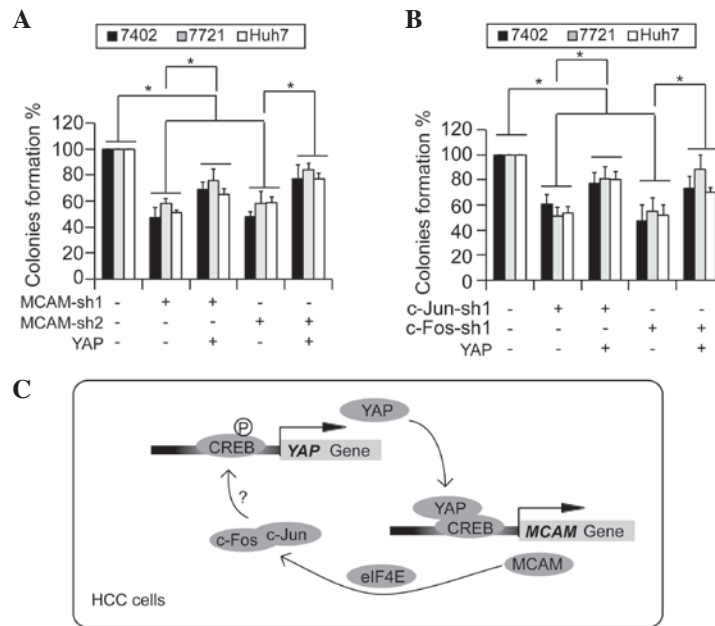 A
7402 7721 Huh7
* * *
Colonies formation %
120
100
80
60
40
20
0
MCAM-sh1 - + + - -
MCAM-sh2 - - - + +
YAP - - + - +
B
7402 7721 Huh7
* * *
Colonies formation %
120
100
80
60
40
20
0
c-Jun-sh1 - + + - -
c-Fos-sh1 - - - + +
YAP - - + - +
C
YAP
P
CREB YAP Gene
?
YAP
CREB MCAM Gene
c-Fos c-Jun
MCAM
eIF4E
HCC cells